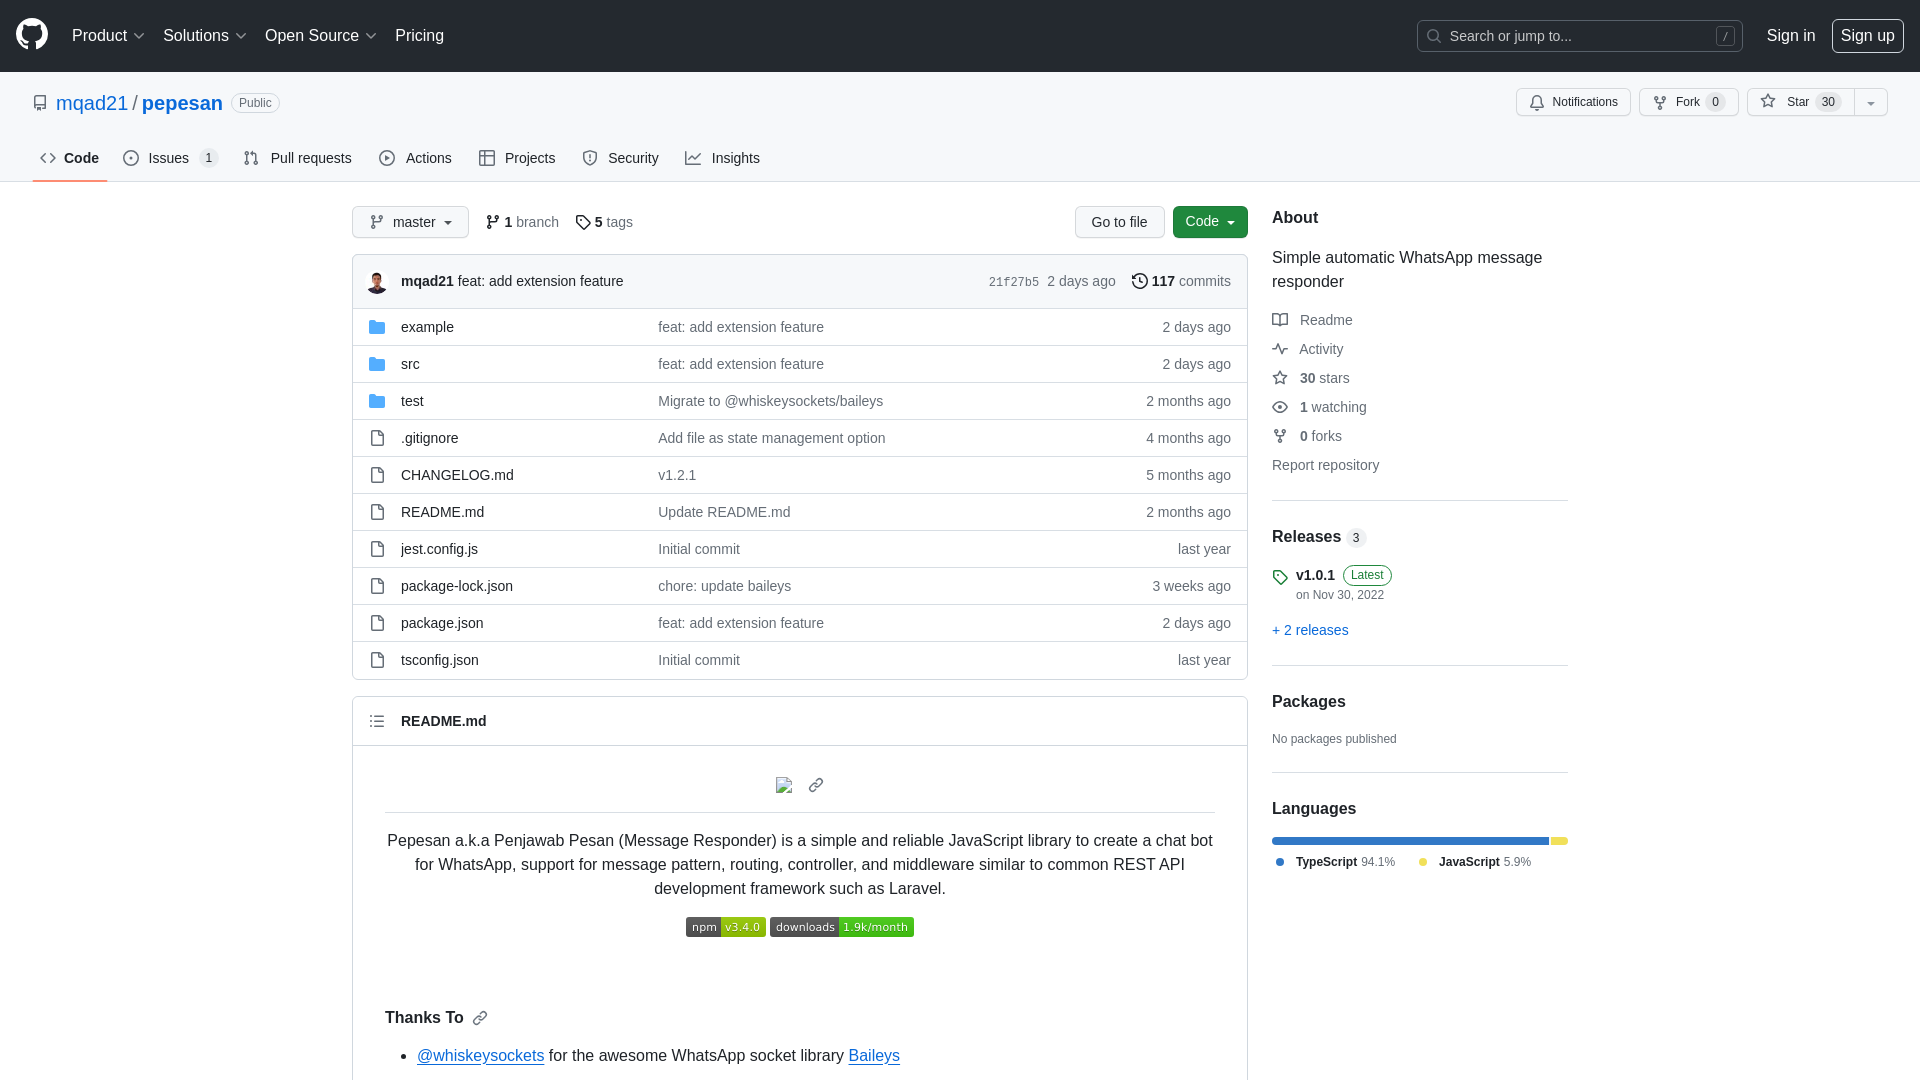 Product Solutions Open Source Pricing Search or jump to... / Sign in Sign up
mqad21 / pepesan Public Notifications Fork 0 Star 30
Code Issues 1 Pull requests Actions Projects Security Insights
master 1 branch 5 tags Go to file Code
mqad21 feat: add extension feature 21f27b5 2 days ago 117 commits
example feat: add extension feature 2 days ago
src feat: add extension feature 2 days ago
test Migrate to @whiskeysockets/baileys 2 months ago
.gitignore Add file as state management option 4 months ago
CHANGELOG.md v1.2.1 5 months ago
README.md Update README.md 2 months ago
jest.config.js Initial commit last year
package-lock.json chore: update baileys 3 weeks ago
package.json feat: add extension feature 2 days ago
tsconfig.json Initial commit last year
README.md
Pepesan a.k.a Penjawab Pesan (Message Responder) is a simple and reliable JavaScript library to create a chat bot
for WhatsApp, support for message pattern, routing, controller, and middleware similar to common REST API
development framework such as Laravel.
npm v3.4.0 downloads 1.9k/month
Thanks To
@whiskeysockets for the awesome WhatsApp socket library Baileys
About
Simple automatic WhatsApp message
responder
Readme
Activity
30 stars
1 watching
0 forks
Report repository
Releases 3
v1.0.1 Latest
on Nov 30, 2022
+ 2 releases
Packages
No packages published
Languages
TypeScript 94.1% JavaScript 5.9%